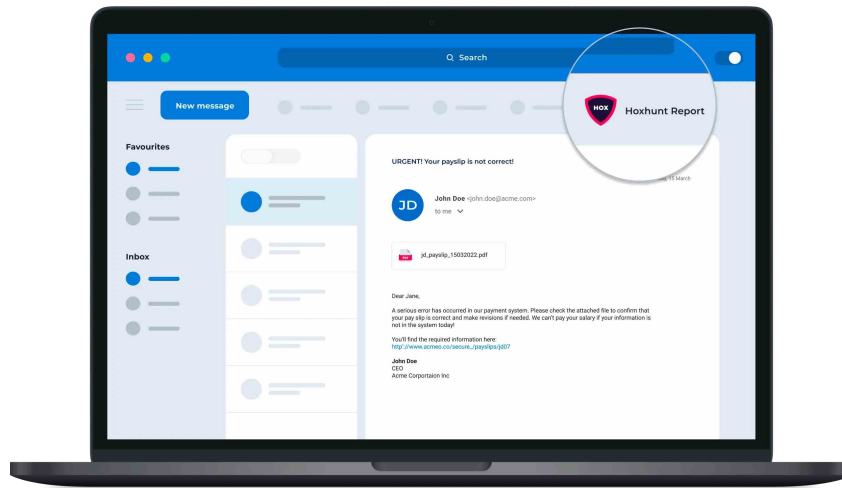 Search
HOX
Hoxhunt Report
New message
Favourites
Inbox
URGENT! Your payslip is not correct!
15 March
JD
John Doe <john.doe@acme.com>
to me
PDF
jd_payslip_15032022.pdf
Dear Jane,
A serious error has occurred in our payment system. Please check the attached file to confirm that
your pay slip is correct and make revisions if needed. We can't pay your salary if your information is
not in the system today!
You'll find the required information here:
http://www.acmeo.co/secure_/payslips/jd07
John Doe
CEO
Acme Corportaion Inc